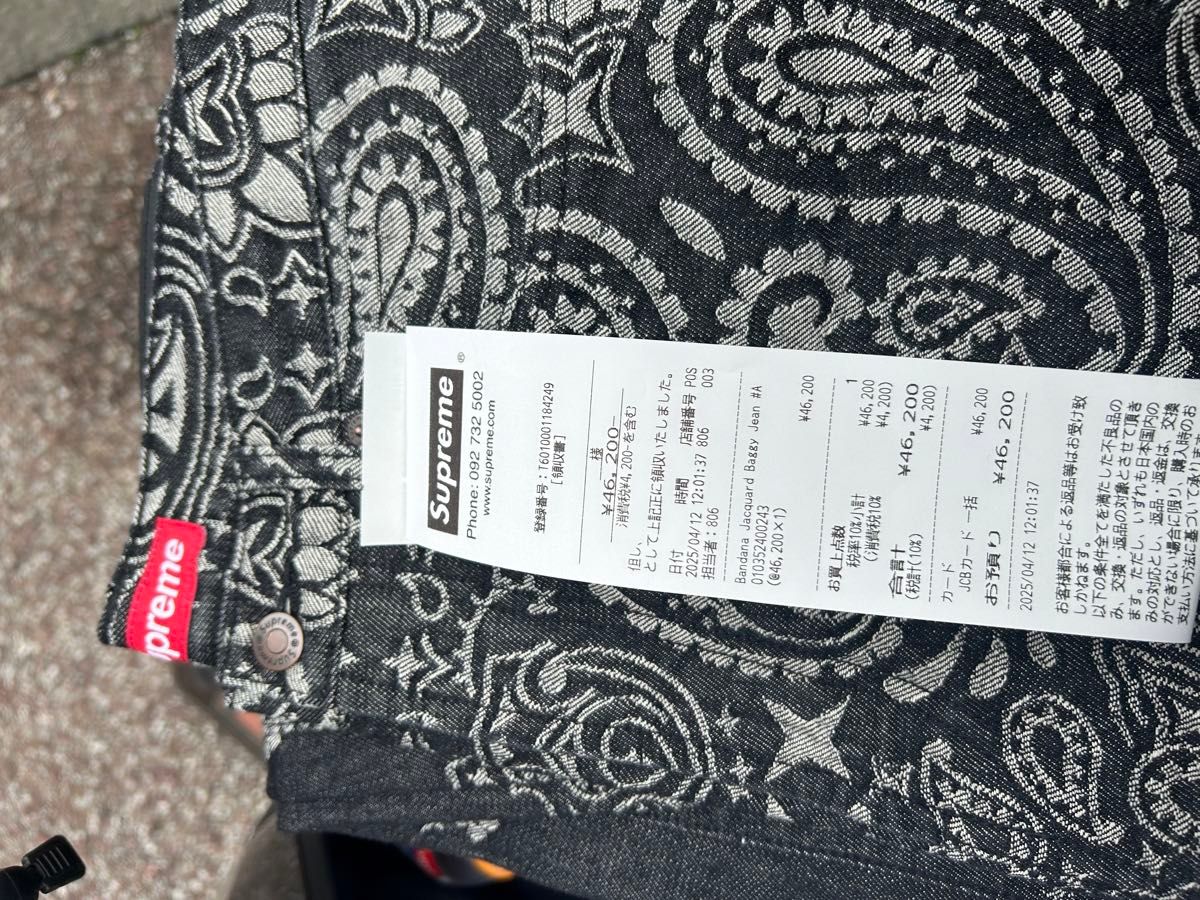 Supreme®
Phone: 092 732 5002
www.supreme.com
登録番号:T6010001184249
[領収書]
様
¥46,200-
消費税¥4,200-を含む
但し、
として上記正に領収いたしました。
日付 時間 店舗番号 POS
2025/04/12 12:01:37 806 003
担当者:806
Bandana Jacquard Baggy Jean #A
010352400243
(@46,200×1) ¥46,200
お買上点数 1
税率10%小計 ¥46,200
(消費税10% ¥4,200)
合計 ¥46,200
(税計(10%) ¥4,200)
カード
JCBカード 一括 ¥46,200
お預り ¥46,200
2025/04/12 12:01:37
お客様都合による返品等はお受け致
しかねます。
以下の条件全てを満たした不良品の
み、交換・返品の対象とさせて頂き
ます。ただし、いずれも日本国内の
みの対応とし、返品・返金は、交換
ができない場合に限り、購入時のお
支払い方法に基づいて承りま
preme
Supreme
Supreme